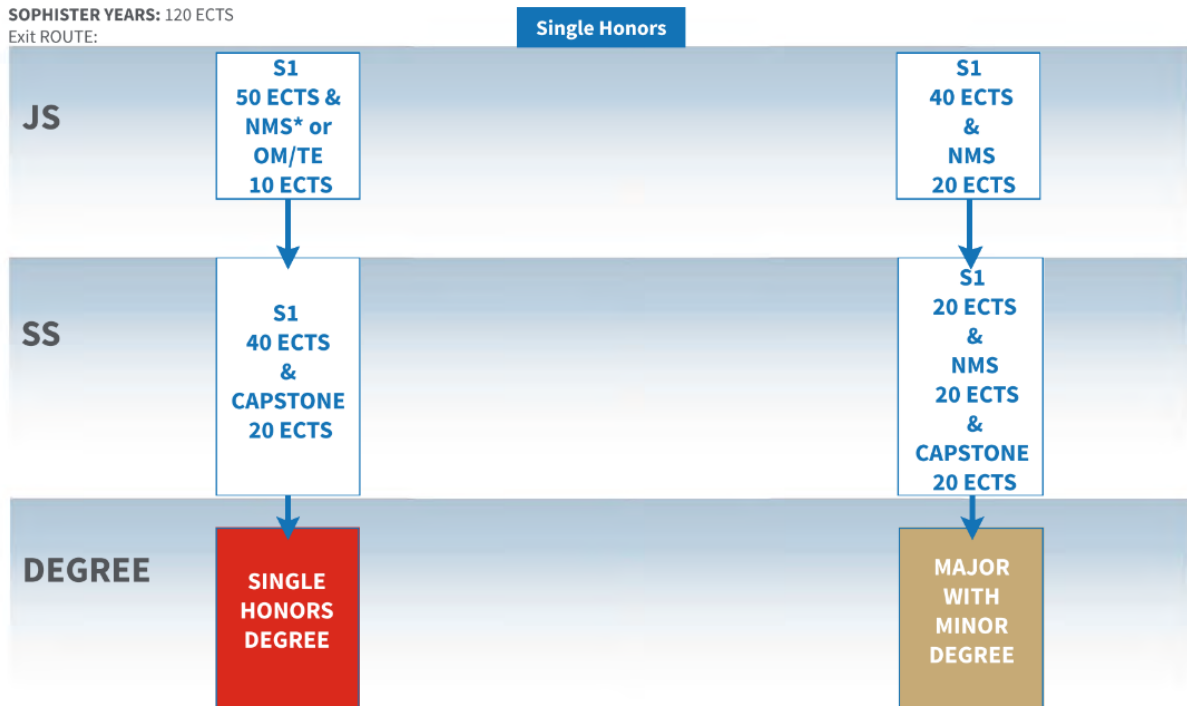 SOPHISTER YEARS: 120 ECTS
Exit ROUTE:
Single Honors
JS
S1
50 ECTS &
NMS* or
OM/TE
10 ECTS
S1
40 ECTS
&
NMS
20 ECTS
SS
S1
40 ECTS
&
CAPSTONE
20 ECTS
S1
20 ECTS
&
NMS
20 ECTS
&
CAPSTONE
20 ECTS
DEGREE
SINGLE
HONORS
DEGREE
MAJOR
WITH
MINOR
DEGREE